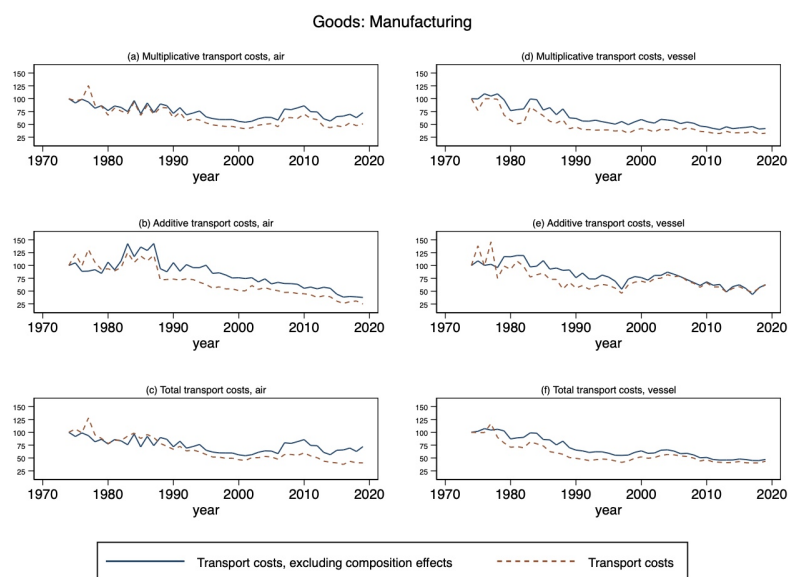 Goods: Manufacturing
(a) Multiplicative transport costs, air
150
125
100
75
50
25
1970 1980 1990 2000 2010 2020
year
(d) Multiplicative transport costs, vessel
150
125
100
75
50
25
1970 1980 1990 2000 2010 2020
year
(b) Additive transport costs, air
150
125
100
75
50
25
1970 1980 1990 2000 2010 2020
year
(e) Additive transport costs, vessel
150
125
100
75
50
25
1970 1980 1990 2000 2010 2020
year
(c) Total transport costs, air
150
125
100
75
50
25
1970 1980 1990 2000 2010 2020
year
(f) Total transport costs, vessel
150
125
100
75
50
25
1970 1980 1990 2000 2010 2020
year
Transport costs, excluding composition effects Transport costs